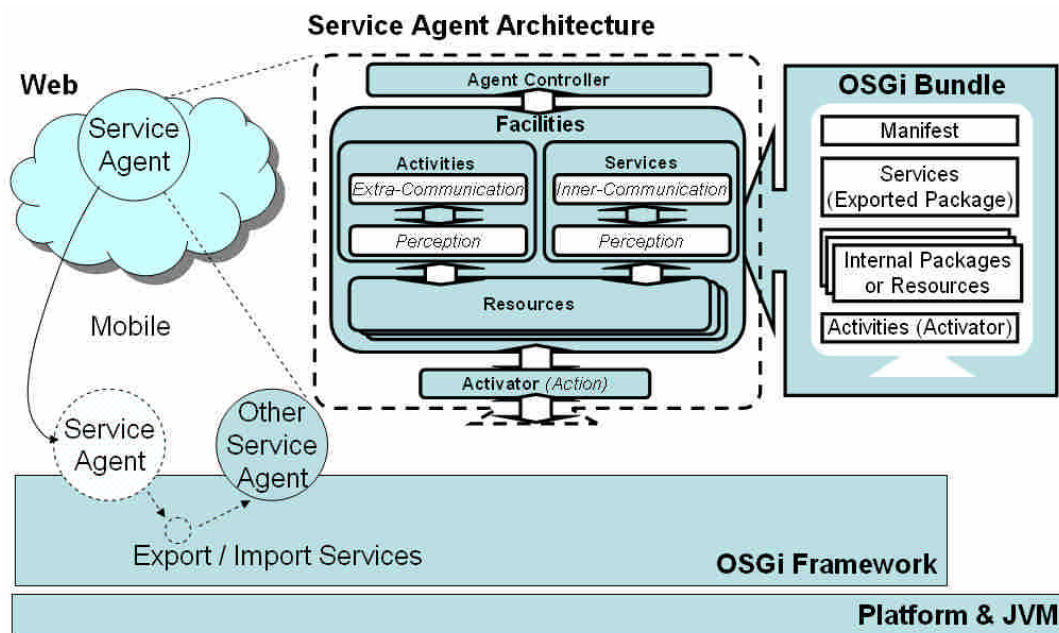 Service Agent Architecture
Web
Service
Agent
Mobile
Service
Agent
Other
Service
Agent
Export / Import Services
Agent Controller
Facilities
Activities
Extra-Communication
Perception
Services
Inner-Communication
Perception
Resources
Activator (Action)
OSGi Bundle
Manifest
Services
(Exported Package)
Internal Packages
or Resources
Activities (Activator)
OSGi Framework
Platform & JVM